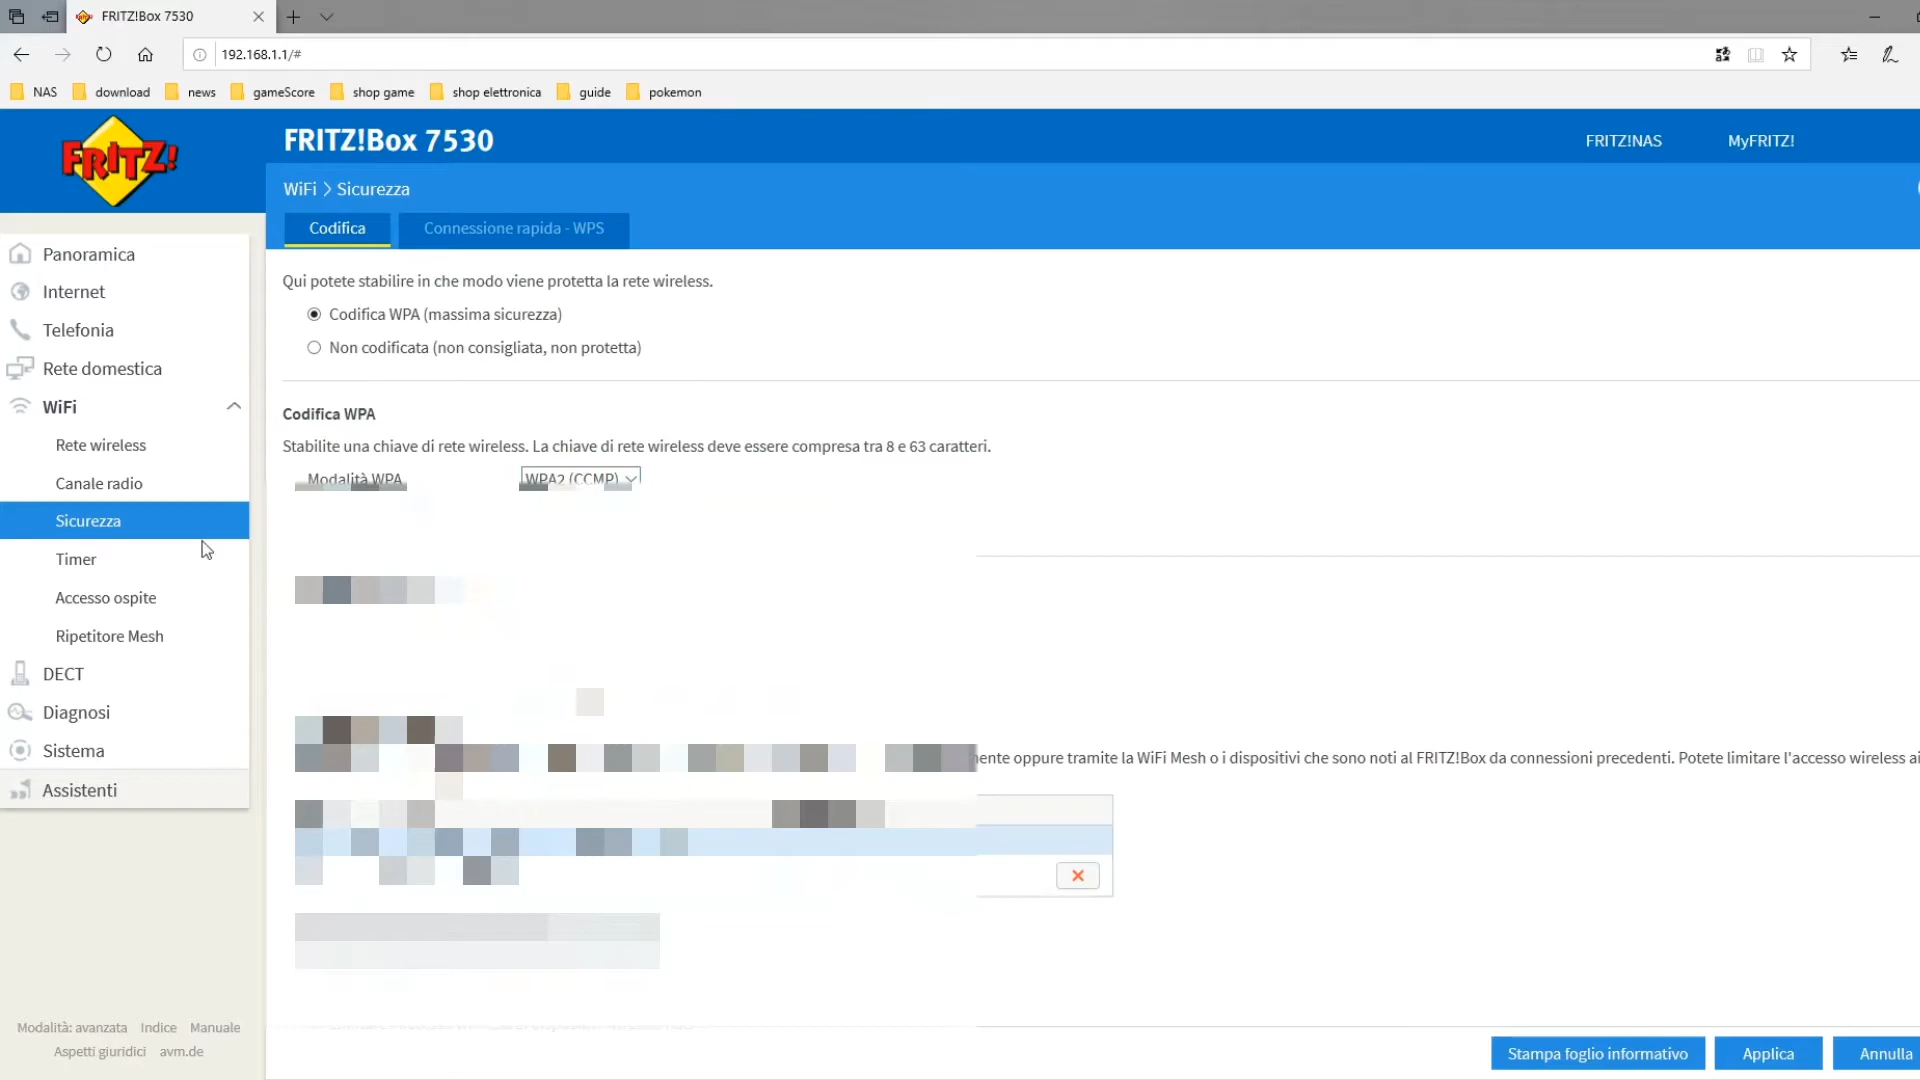 FRITZ!Box 7530
192.168.1.1/#
NAS download news gameScore shop game shop elettronica guide pokemon
FRITZ!
FRITZ!Box 7530
FRITZ!NAS MyFRITZ!
WiFi > Sicurezza
Codifica Connessione rapida - WPS
Panoramica
Internet
Telefonia
Rete domestica
WiFi
Rete wireless
Canale radio
Sicurezza
Timer
Accesso ospite
Ripetitore Mesh
DECT
Diagnosi
Sistema
Assistenti
Modalità: avanzata Indice Manuale
Aspetti giuridici avm.de
Qui potete stabilire in che modo viene protetta la rete wireless.
Codifica WPA (massima sicurezza)
Non codificata (non consigliata, non protetta)
Codifica WPA
Stabilite una chiave di rete wireless. La chiave di rete wireless deve essere compresa tra 8 e 63 caratteri.
Modalità WPA WPA2 (CCMP)
oppure tramite la WiFi Mesh o i dispositivi che sono noti al FRITZ!Box da connessioni precedenti. Potete limitare l'accesso wireless ai
Stampa foglio informativo Applica Annulla